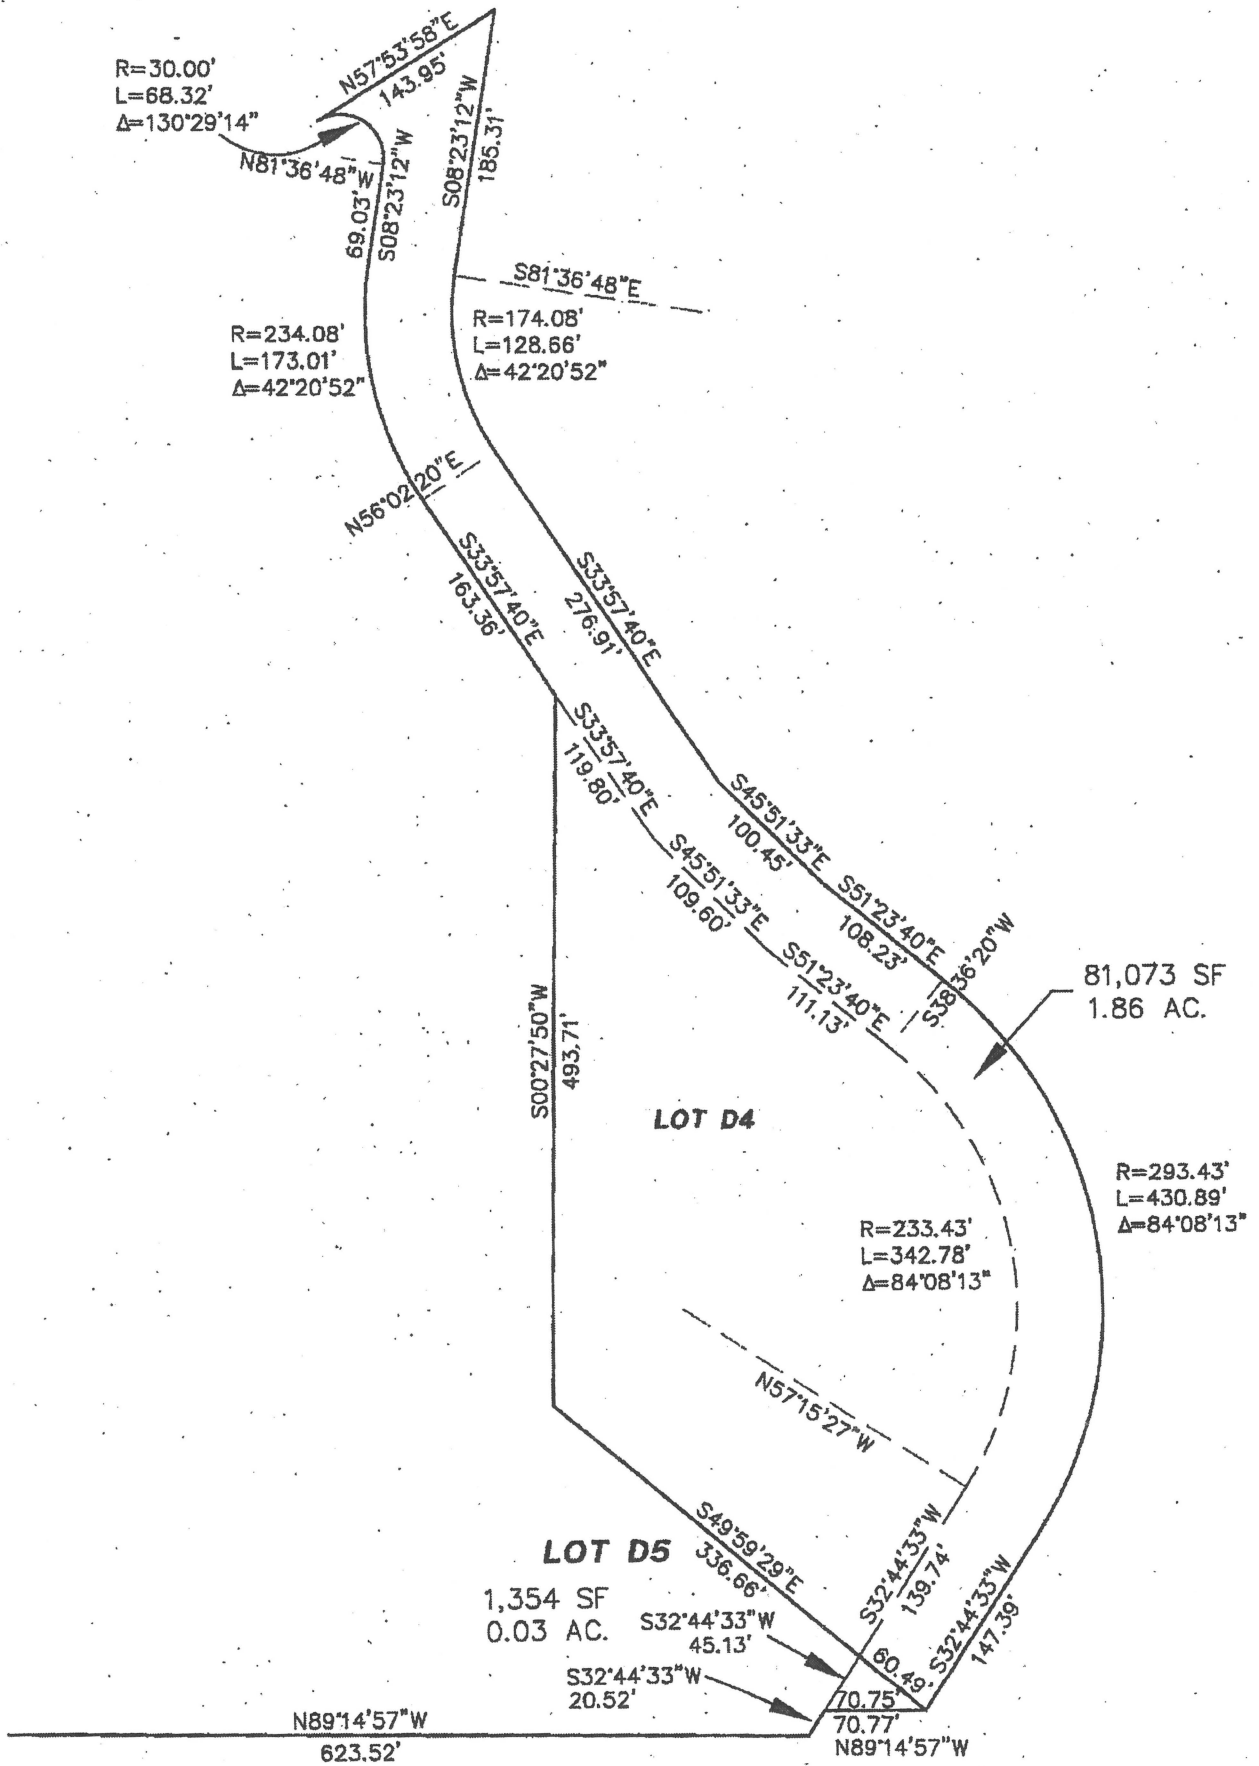 N57°53'58"E
143.95'
R=30.00'
L=68.32'
Δ=130°29'14"
N81°36'48"W
S08°23'12"W
69.03'
S08°23'12"W
185.31'
S81°36'48"E
R=234.08'
L=173.01'
Δ=42°20'52"
R=174.08'
L=128.66'
Δ=42°20'52"
N56°02'20"E
S33°57'40"E
163.36'
S33°57'40"E
276.91'
S33°57'40"E
119.80'
S45°51'33"E
100.45'
S45°51'33"E
109.60'
S51°23'40"E
108.23'
S51°23'40"E
111.13'
S38°36'20"W
81,073 SF
1.86 AC.
S00°27'50"W
493.71'
LOT D4
R=293.43'
L=430.89'
Δ=84°08'13"
R=233.43'
L=342.78'
Δ=84°08'13"
N57°15'27"W
S49°59'29"E
336.66'
S32°44'33"W
139.74'
S32°44'33"W
147.39'
LOT D5
1,354 SF
0.03 AC.
S32°44'33"W
45.13'
S32°44'33"W
20.52'
60.49'
70.75'
70.77'
N89°14'57"W
N89°14'57"W
623.52'